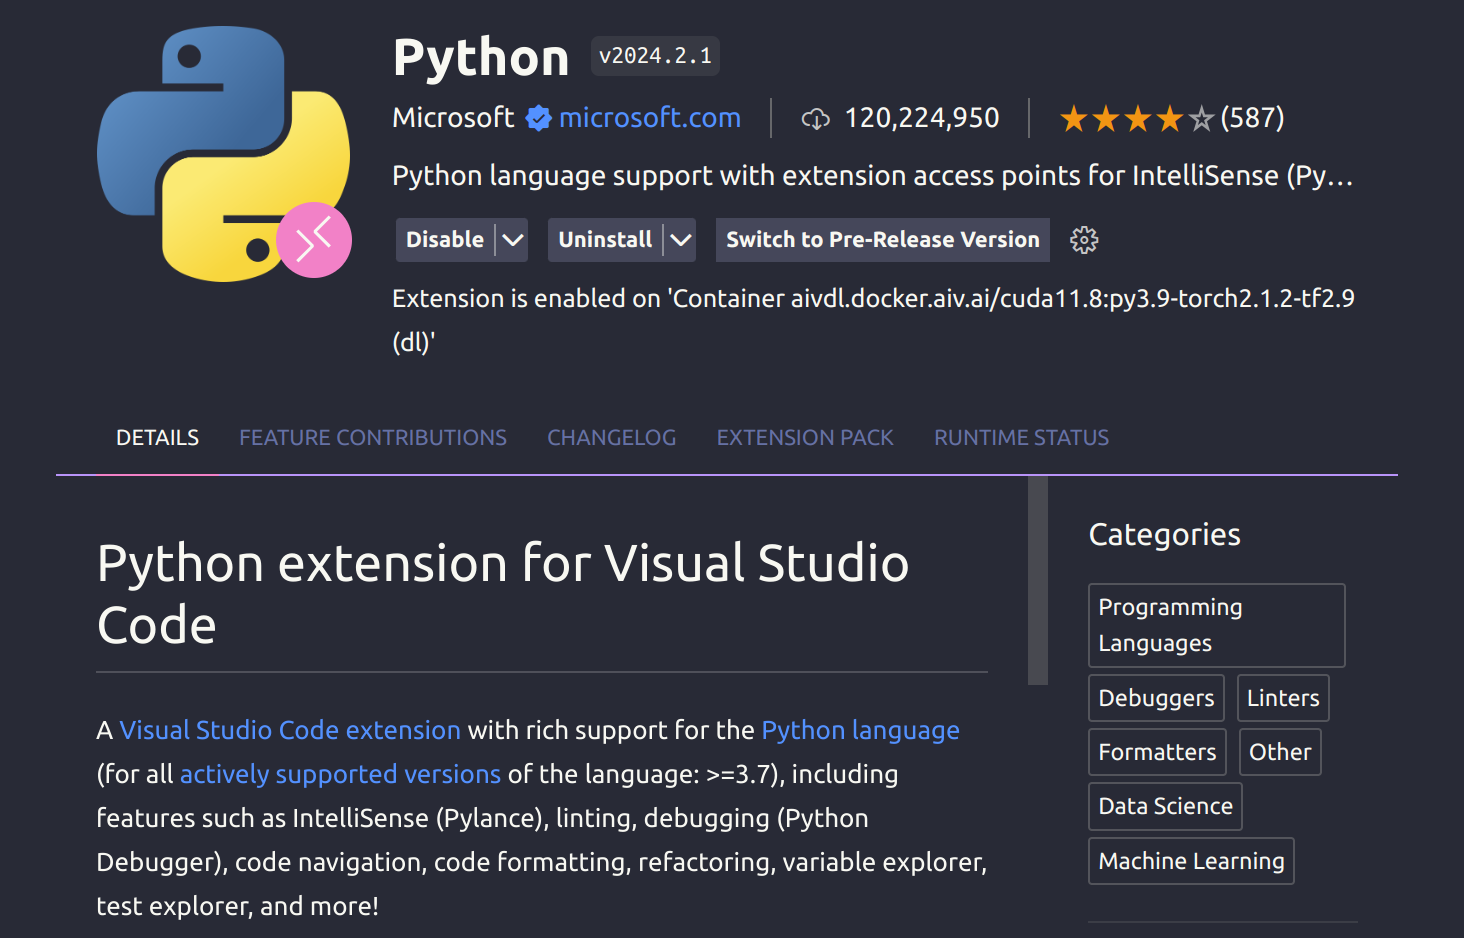 Python v2024.2.1
Microsoft microsoft.com 120,224,950 (587)
Python language support with extension access points for IntelliSense (Py...
Disable Uninstall Switch to Pre-Release Version
Extension is enabled on 'Container aivdl.docker.aiv.ai/cuda11.8:py3.9-torch2.1.2-tf2.9
(dl)'
DETAILS FEATURE CONTRIBUTIONS CHANGELOG EXTENSION PACK RUNTIME STATUS
Python extension for Visual Studio
Code
A Visual Studio Code extension with rich support for the Python language
(for all actively supported versions of the language: >=3.7), including
features such as IntelliSense (Pylance), linting, debugging (Python
Debugger), code navigation, code formatting, refactoring, variable explorer,
test explorer, and more!
Categories
Programming
Languages
Debuggers Linters
Formatters Other
Data Science
Machine Learning